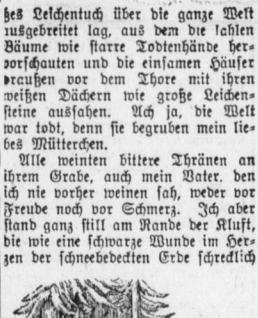 ßes Leichentuch über die ganze Welt
rusgebreitet lag, aus dem die kahlen
Bäume wie starre Todtenhände her-
vorschauten und die einsamen Häuser
draußen vor dem Thore mit ihren
weißen Dächern wie große Leichen-
steine aussahen. Ach ja, die Welt
war todt, denn sie begruben mein lie-
bes Mütterchen.
Alle weinten bittere Thränen an
ihrem Grabe, auch mein Vater. den
ich nie vorher weinen sah, weder vor
Freude noch vor Schmerz. Ich aber
stand ganz still am Rande der Kluft,
die wie eine schwarze Wunde im Her-
zen der schneebedeckten Erde schrecklich